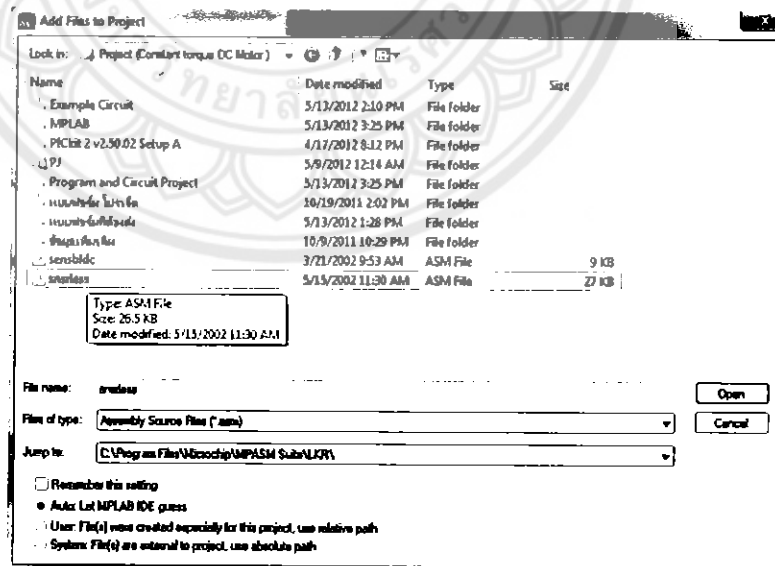 Add Files to Project
Look in: Project (Constant torque DC Motor)
Name Date modified Type Size
Example Circuit 5/13/2012 2:10 PM File folder
MPLAB 5/13/2012 3:25 PM File folder
PICkit 2 v2.50.02 Setup A 4/17/2012 8:12 PM File folder
PJ 5/9/2012 12:14 AM File folder
Program and Circuit Project 5/13/2012 3:25 PM File folder
10/19/2011 2:02 PM File folder
5/13/2012 1:28 PM File folder
10/9/2011 10:29 PM File folder
sensbldc 3/21/2002 9:53 AM ASM File 9 KB
snsrless 5/15/2002 11:30 AM ASM File 27 KB
Type: ASM File
Size: 26.5 KB
Date modified: 5/15/2002 11:30 AM
File name: snsrless Open
Files of type: Assembly Source Files (*.asm) Cancel
Jump to: C:\Program Files\Microchip\MPASM Suite\LKR\
Remember this setting
Auto: Let MPLAB IDE guess
User: File(s) were created especially for this project, use relative path
System: File(s) are external to project, use absolute path